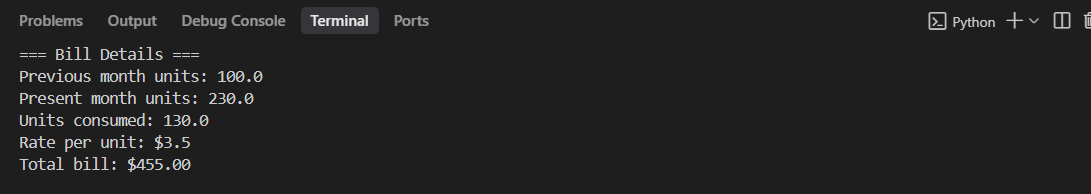 Problems Output Debug Console Terminal Ports Python
=== Bill Details ===
Previous month units: 100.0
Present month units: 230.0
Units consumed: 130.0
Rate per unit: $3.5
Total bill: $455.00